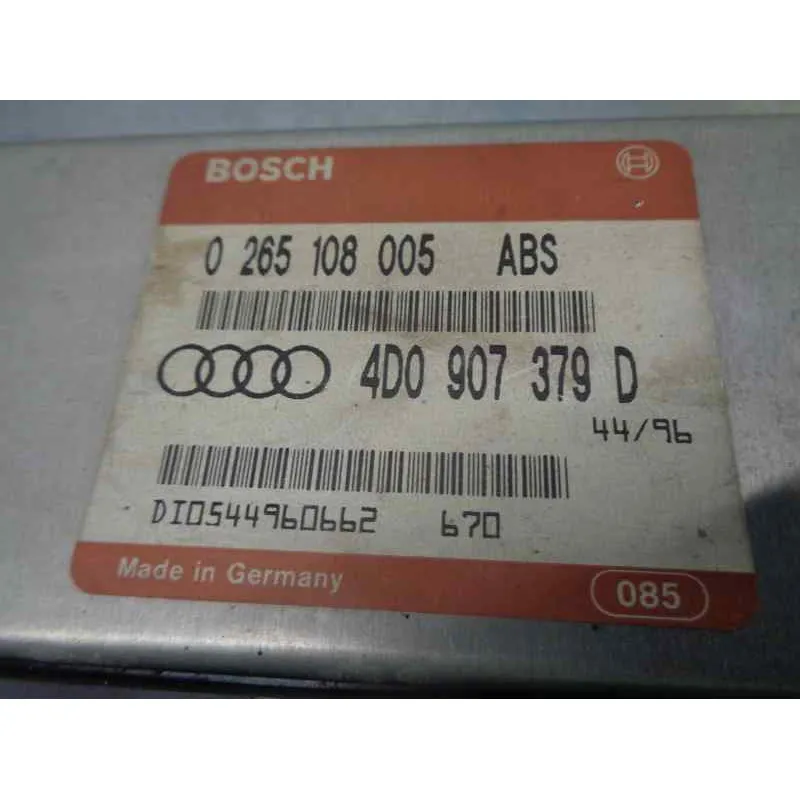 BOSCH
0 265 108 005 ABS
4D0 907 379 D
44/96
DI0544960662 670
Made in Germany 085